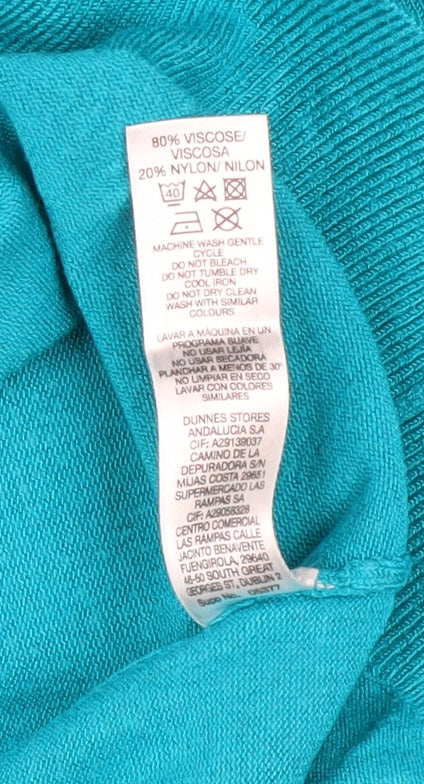 80% VISCOSE/
VISCOSA
20% NYLON/ NILON
40
MACHINE WASH GENTLE
CYCLE
DO NOT BLEACH
DO NOT TUMBLE DRY
COOL IRON
DO NOT DRY CLEAN
WASH WITH SIMILAR
COLOURS
LAVAR A MÁQUINA EN UN
PROGRAMA SUAVE
NO USAR LEJÍA
NO USAR SECADORA
PLANCHAR A MENOS DE 30°
NO LIMPIAR EN SECO
LAVAR CON COLORES
SIMILARES
DUNNES STORES
ANDALUCIA S.A
CIF: A29139037
CAMINO DE LA
DEPURADORA S/N
MIJAS COSTA 29651
SUPERMERCADO LAS
RAMPAS SA
CIF: A29058328
CENTRO COMERCIAL
LAS RAMPAS CALLE
JACINTO BENAVENTE
FUENGIROLA, 29640
46-50 SOUTH GREAT
GEORGES ST, DUBLIN 2
Supp No. 05377